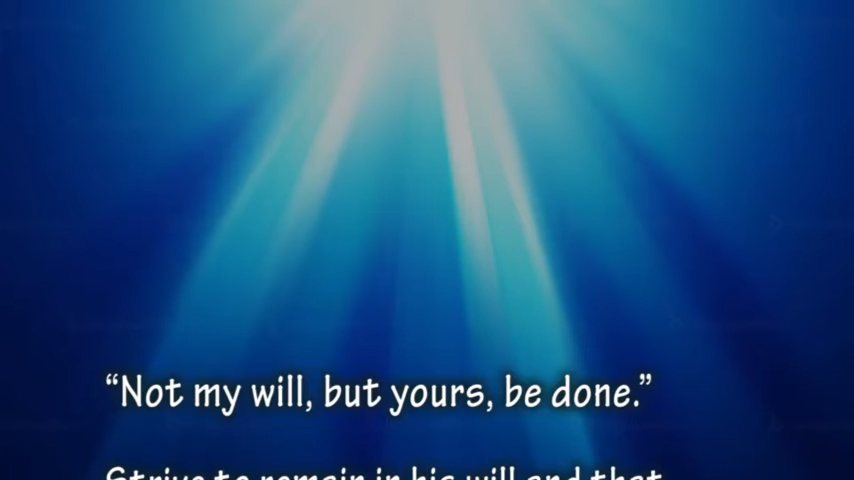 “Not my will, but yours, be done.”
Strive to remain in his will and that